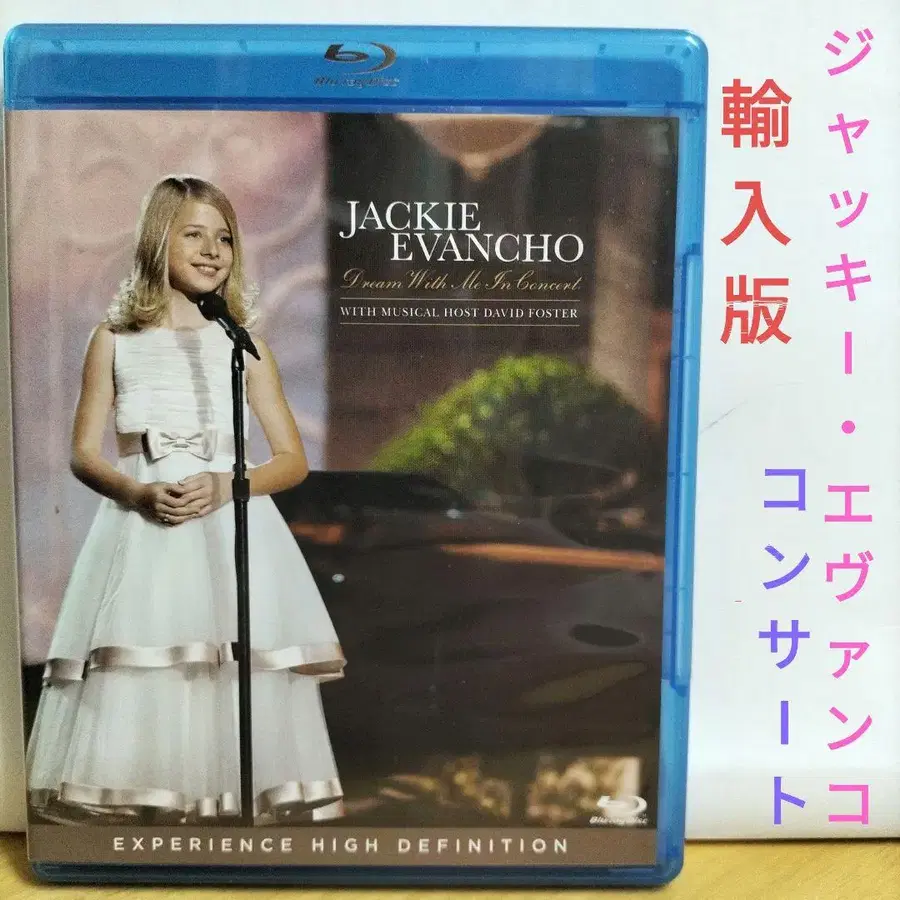 Blu-ray Disc
JACKIE
EVANCHO
Dream With Me In Concert
WITH MUSICAL HOST DAVID FOSTER
Blu-ray Disc
EXPERIENCE HIGH DEFINITION
ジャッキー・エヴァンコ
コンサート
輸入版